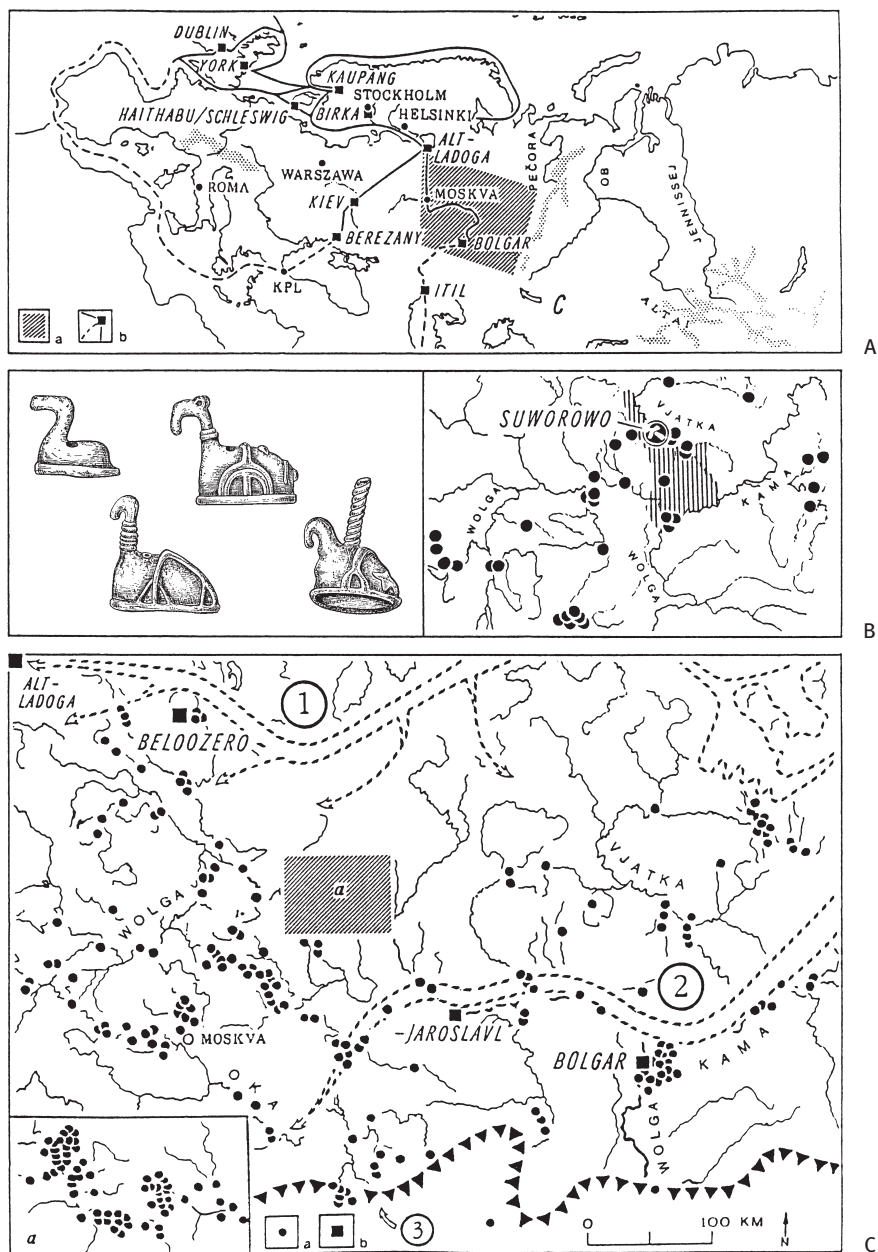 DUBLIN
YORK
KAUPANG
STOCKHOLM
HAITHABU/SCHLESWIG
BIRKA
HELSINKI
ALT-
LADOGA
PEČORA
OB
JENNISSEJ
WARSZAWA
ROMA
MOSKVA
KIEV
BEREZANY
BOLGAR
KPL
ITIL
C
ALTAI
a
b
A
SUWOROWO
VJATKA
WOLGA
KAMA
WOLGA
B
ALT-
LADOGA
1
BELOOZERO
a
VJATKA
WOLGA
2
MOSKVA
JAROSLAVL
BOLGAR
KAMA
OKA
WOLGA
a
a
b
3
0 100 KM
N
C